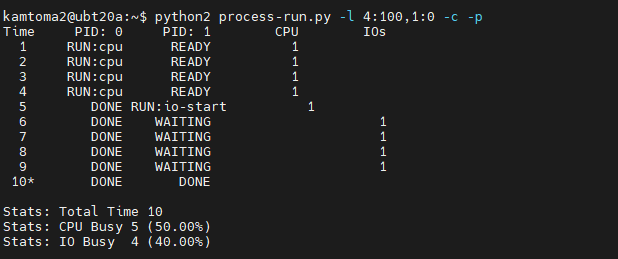 kamtoma2@ubt20a:~$ python2 process-run.py -l 4:100,1:0 -c -p
Time     PID: 0     PID: 1        CPU        IOs
  1     RUN:cpu      READY          1
  2     RUN:cpu      READY          1
  3     RUN:cpu      READY          1
  4     RUN:cpu      READY          1
  5        DONE RUN:io-start          1
  6        DONE    WAITING                     1
  7        DONE    WAITING                     1
  8        DONE    WAITING                     1
  9        DONE    WAITING                     1
 10*       DONE       DONE
Stats: Total Time 10
Stats: CPU Busy 5 (50.00%)
Stats: IO Busy  4 (40.00%)